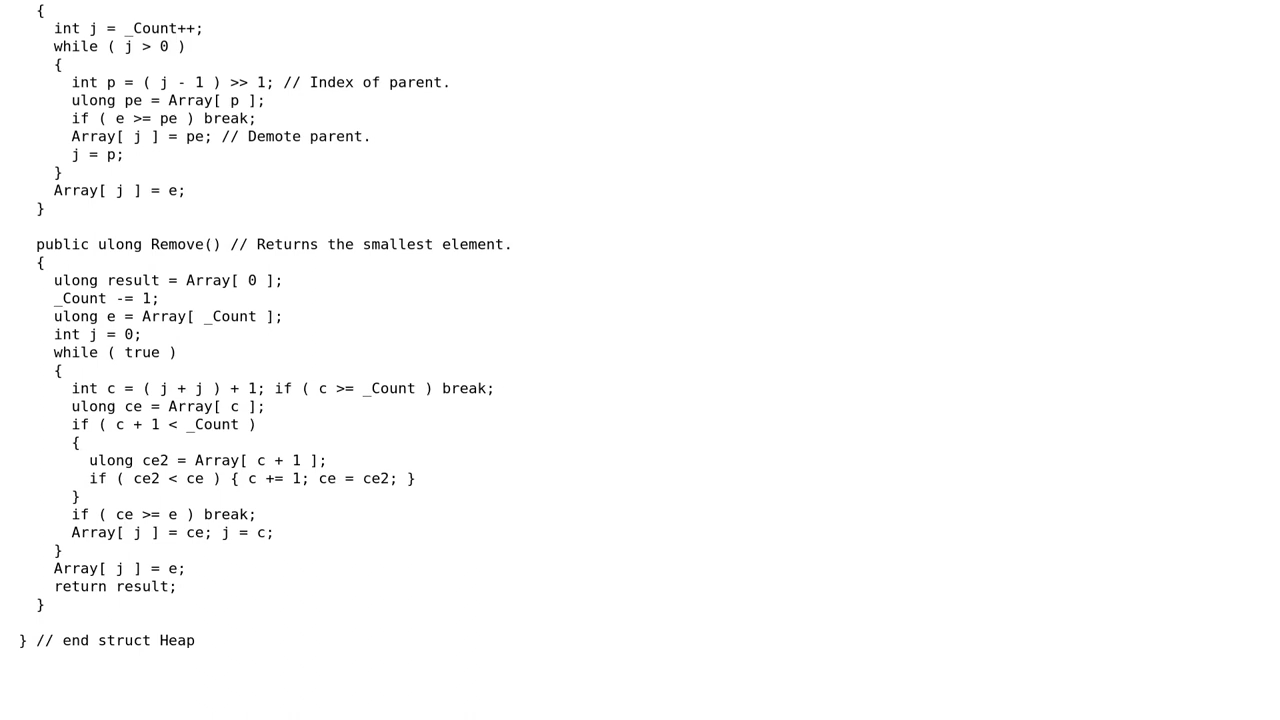 {
int j = _Count++;
while ( j > 0 )
{
int p = ( j - 1 ) >> 1; // Index of parent.
ulong pe = Array[ p ];
if ( e >= pe ) break;
Array[ j ] = pe; // Demote parent.
j = p;
}
Array[ j ] = e;
}
public ulong Remove() // Returns the smallest element.
{
ulong result = Array[ 0 ];
_Count -= 1;
ulong e = Array[ _Count ];
int j = 0;
while ( true )
{
int c = ( j + j ) + 1; if ( c >= _Count ) break;
ulong ce = Array[ c ];
if ( c + 1 < _Count )
{
ulong ce2 = Array[ c + 1 ];
if ( ce2 < ce ) { c += 1; ce = ce2; }
}
if ( ce >= e ) break;
Array[ j ] = ce; j = c;
}
Array[ j ] = e;
return result;
}
} // end struct Heap